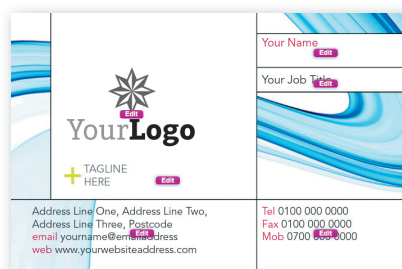 Your Name
Edit
Your Job Title
Edit
Edit
YourLogo
TAGLINE
HERE
Edit
Address Line One, Address Line Two,
Address Line Three, Postcode
email yourname@emailaddress
Edit
web www.yourwebsiteaddress.com
Tel 0100 000 0000
Fax 0100 000 0000
Mob 0700 000 0000
Edit